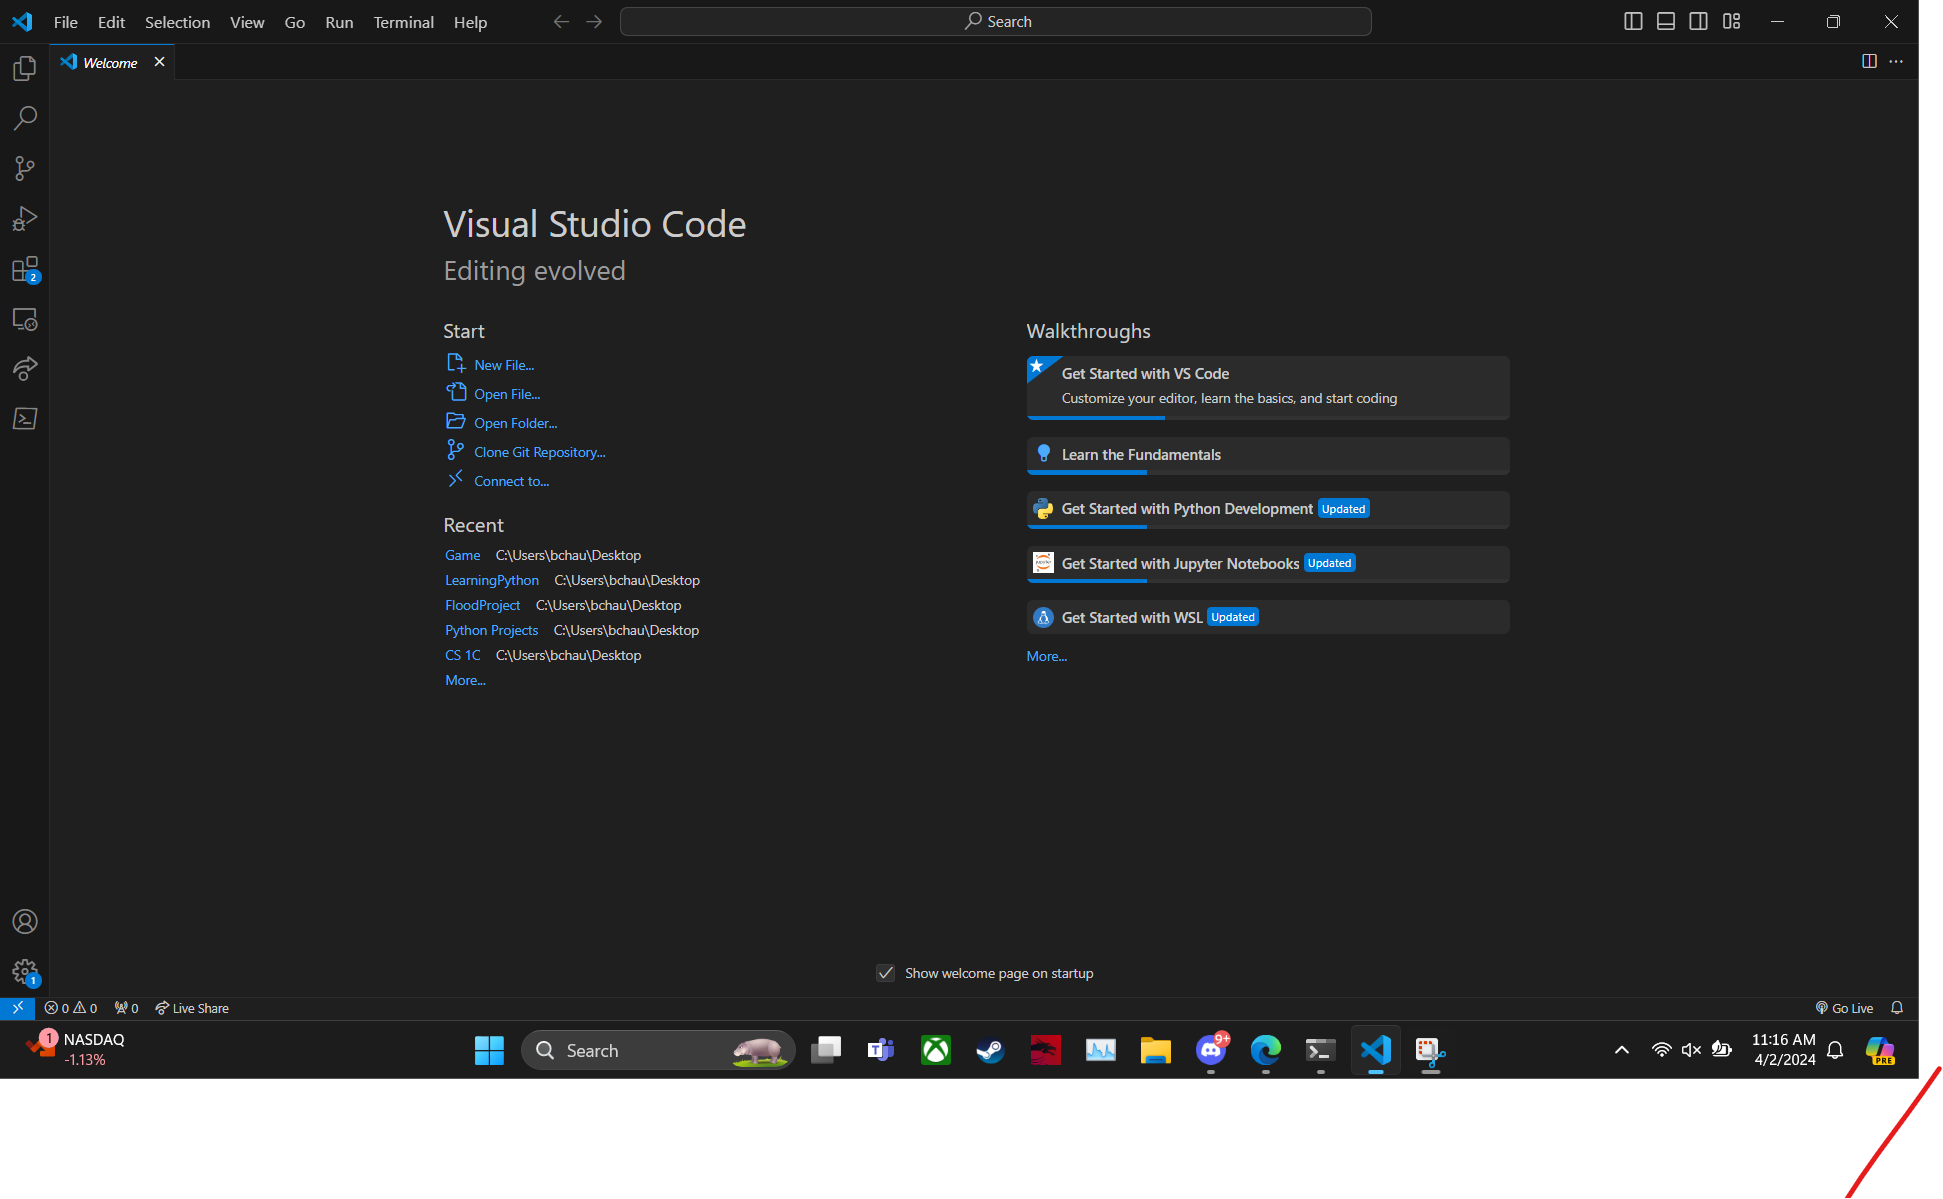 File Edit Selection View Go Run Terminal Help
Search
Welcome
Visual Studio Code
Editing evolved
Start
New File...
Open File...
Open Folder...
Clone Git Repository...
Connect to...
Recent
Game C:\Users\bchau\Desktop
LearningPython C:\Users\bchau\Desktop
FloodProject C:\Users\bchau\Desktop
Python Projects C:\Users\bchau\Desktop
CS 1C C:\Users\bchau\Desktop
More...
Walkthroughs
Get Started with VS Code
Customize your editor, learn the basics, and start coding
Learn the Fundamentals
Get Started with Python Development Updated
Get Started with Jupyter Notebooks Updated
Get Started with WSL Updated
More...
2
1
Show welcome page on startup
0 0 0 Live Share
Go Live
1
NASDAQ
-1.13%
Search
9+
11:16 AM
4/2/2024
PRE